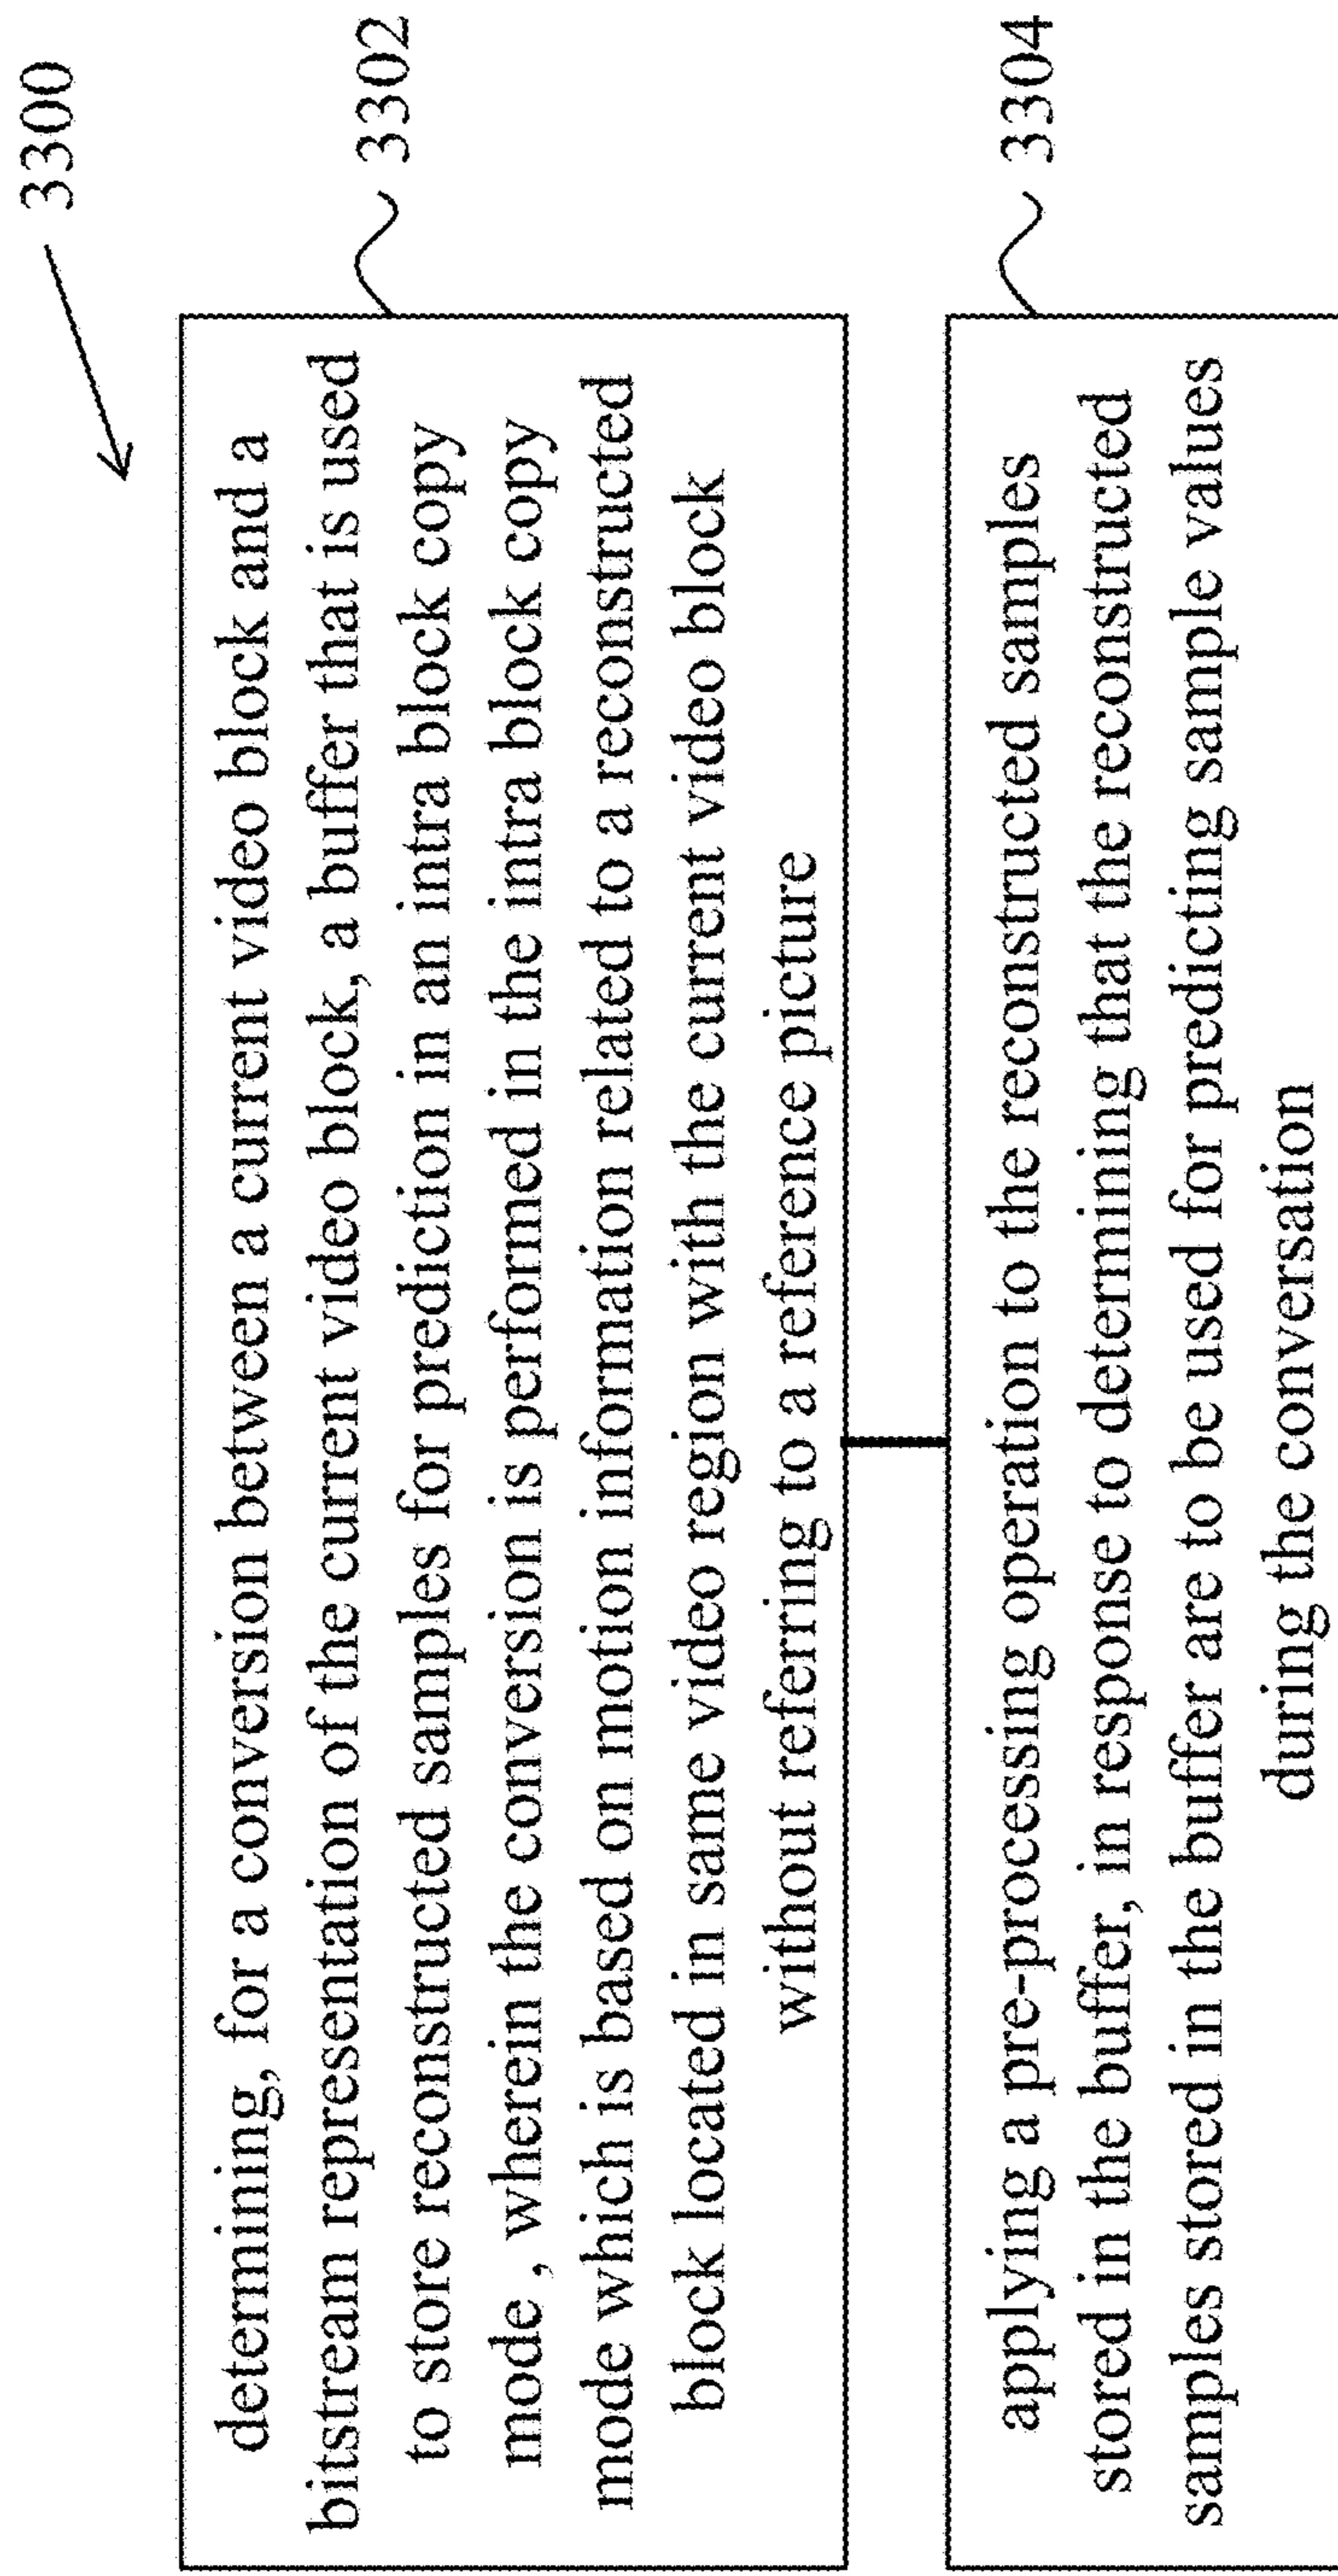 3300
determining, for a conversion between a current video block and a
bitstream representation of the current video block, a buffer that is used
to store reconstructed samples for prediction in an intra block copy
mode , wherein the conversion is performed in the intra block copy
mode which is based on motion information related to a reconstructed
block located in same video region with the current video block
without referring to a reference picture
3302
applying a pre-processing operation to the reconstructed samples
stored in the buffer, in response to determining that the reconstructed
samples stored in the buffer are to be used for predicting sample values
during the conversation
3304